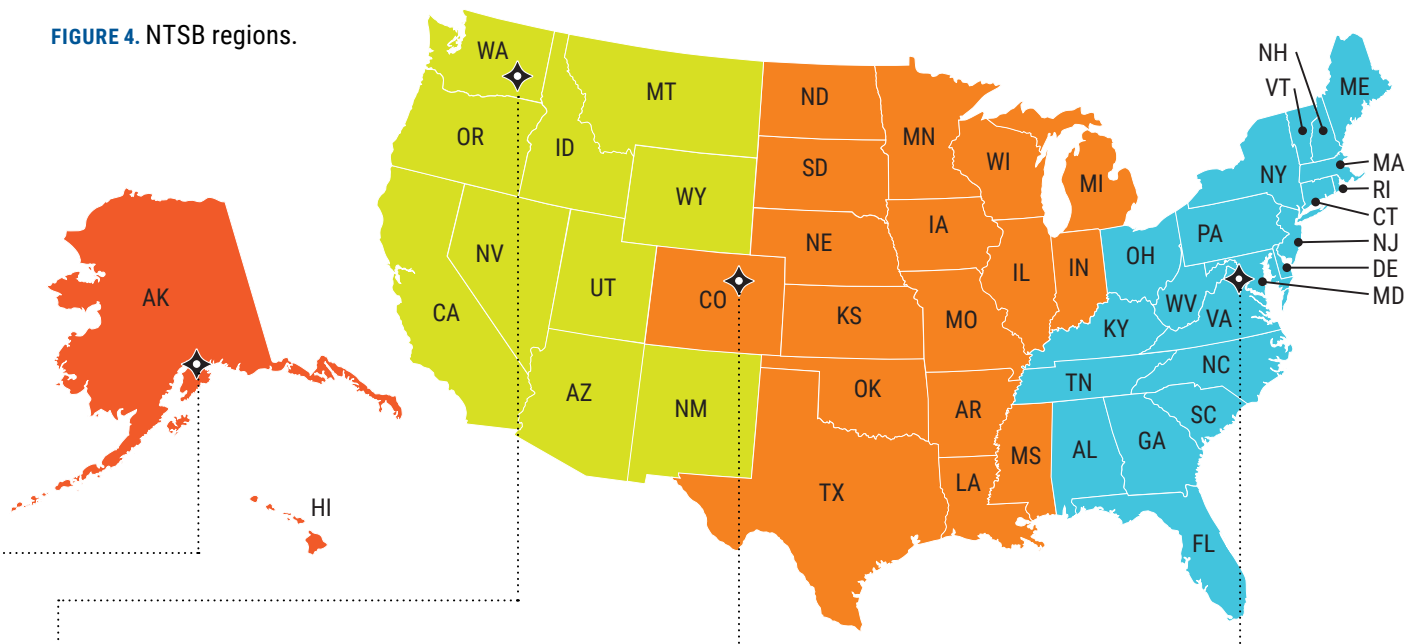 FIGURE 4. NTSB regions.
WA
MT
ND
MN
NH
VT
ME
OR
ID
SD
WI
MI
NY
MA
RI
CT
WY
NV
UT
CO
NE
IA
IL
IN
OH
PA
NJ
DE
MD
AK
CA
KS
MO
KY
WV
VA
AZ
NM
OK
AR
TN
NC
SC
HI
TX
LA
MS
AL
GA
FL